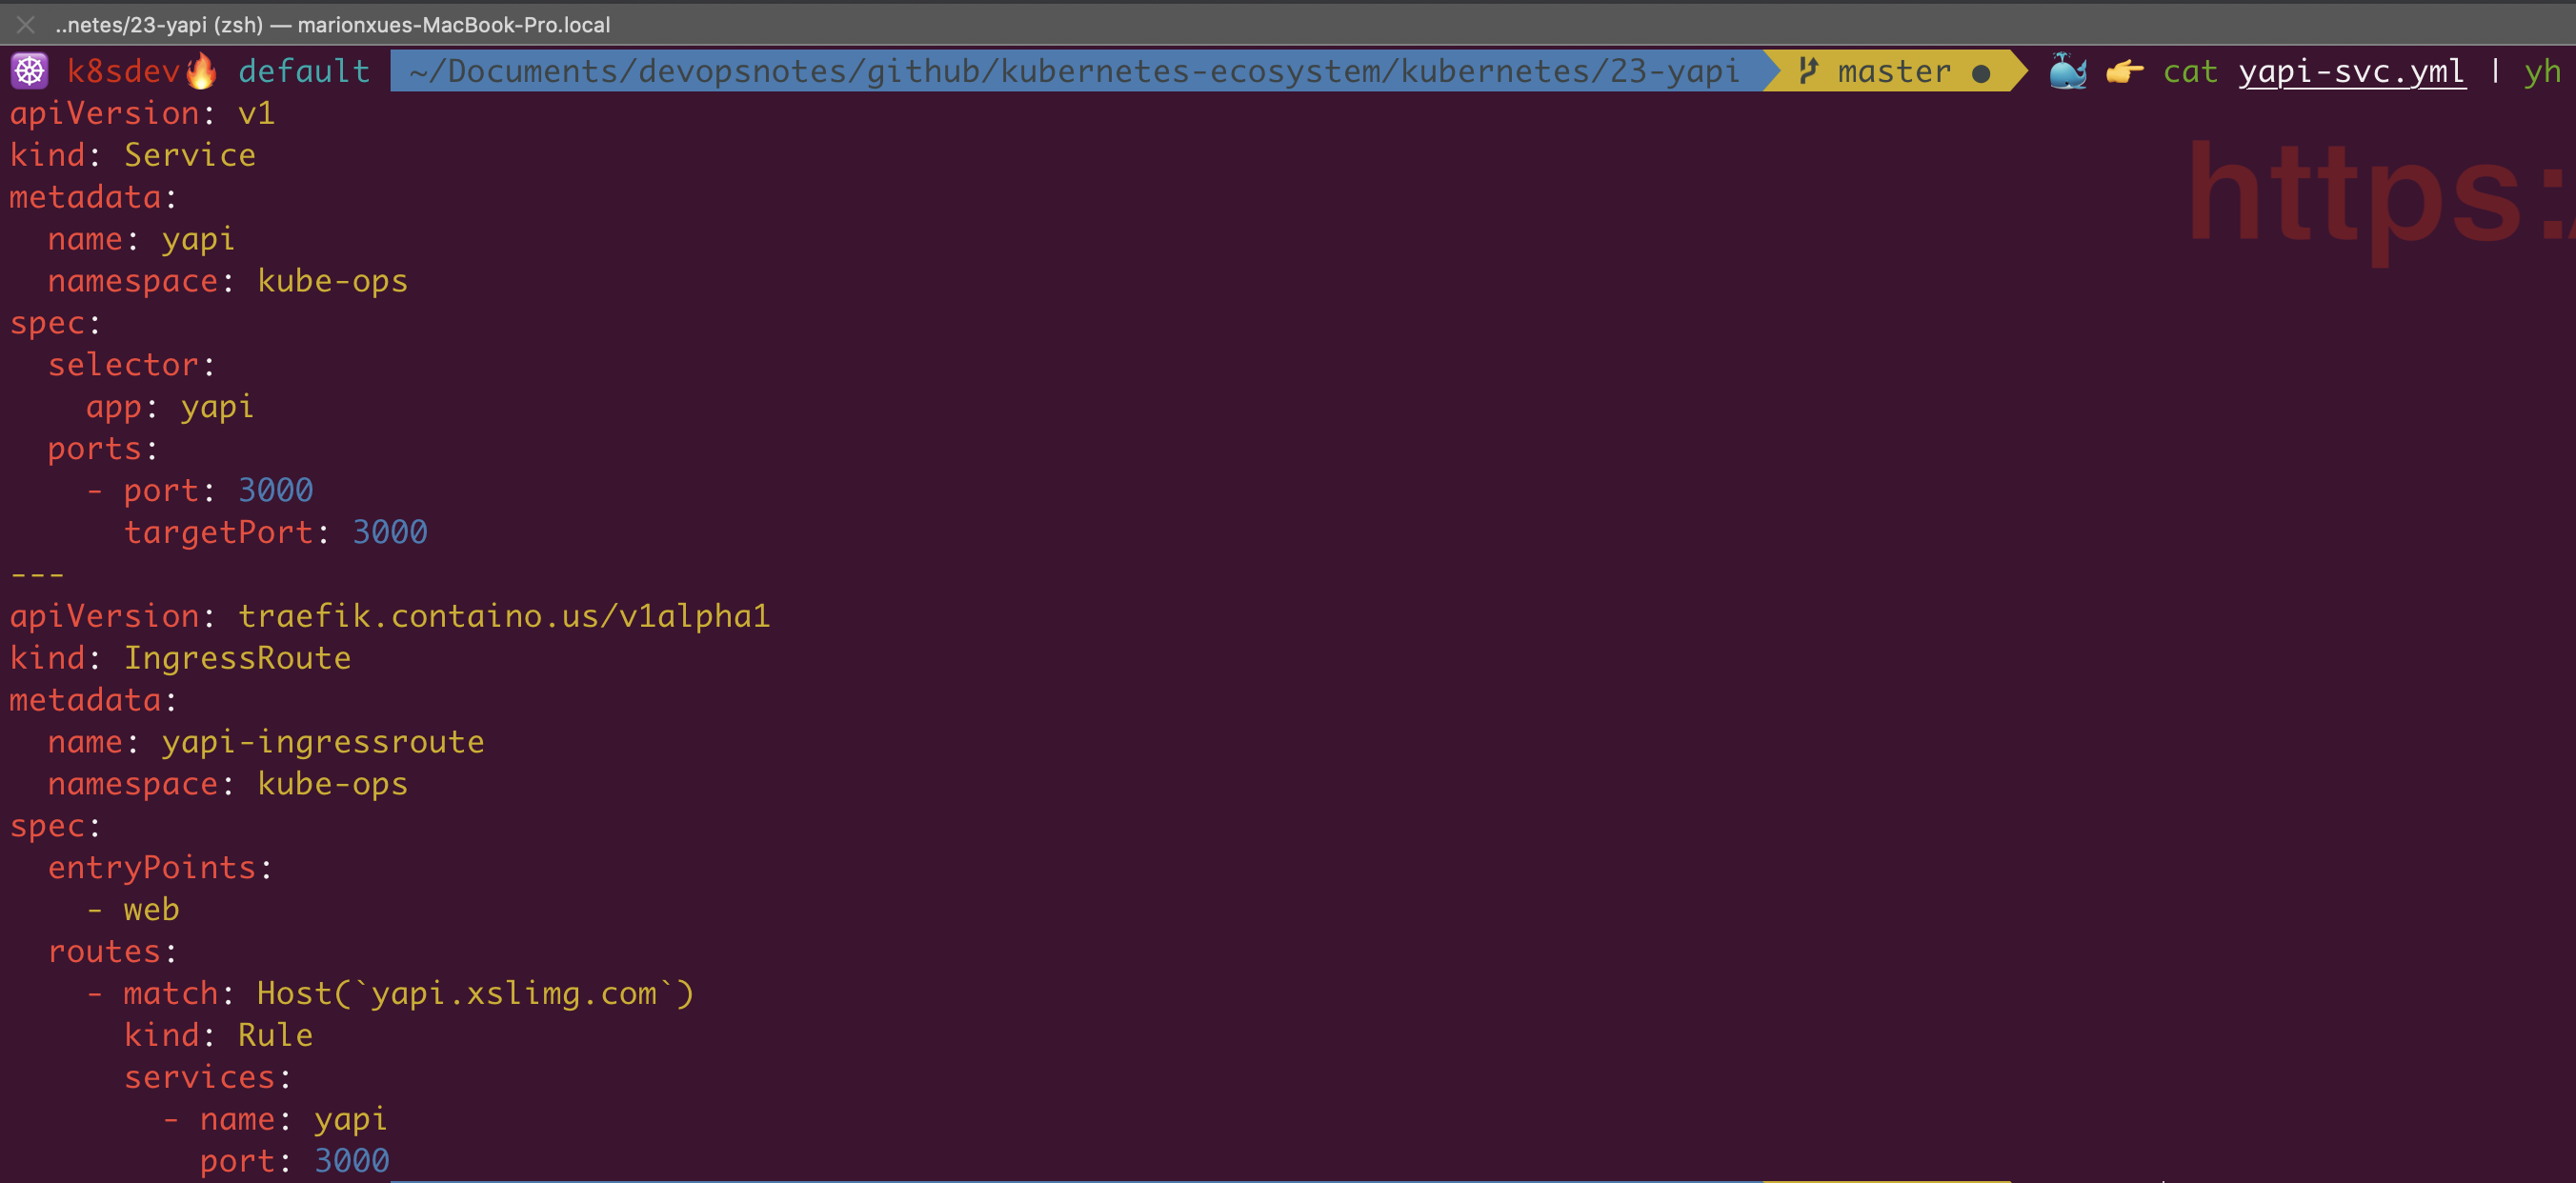 ..netes/23-yapi (zsh) — marionxues-MacBook-Pro.local
k8sdev🔥 default ~/Documents/devopsnotes/github/kubernetes-ecosystem/kubernetes/23-yapi master ● 🐳 👉 cat yapi-svc.yml | yh
apiVersion: v1
https:/
kind: Service
metadata:
  name: yapi
  namespace: kube-ops
spec:
  selector:
    app: yapi
  ports:
    - port: 3000
      targetPort: 3000
---
apiVersion: traefik.containo.us/v1alpha1
kind: IngressRoute
metadata:
  name: yapi-ingressroute
  namespace: kube-ops
spec:
  entryPoints:
    - web
  routes:
    - match: Host(`yapi.xslimg.com`)
      kind: Rule
      services:
        - name: yapi
          port: 3000